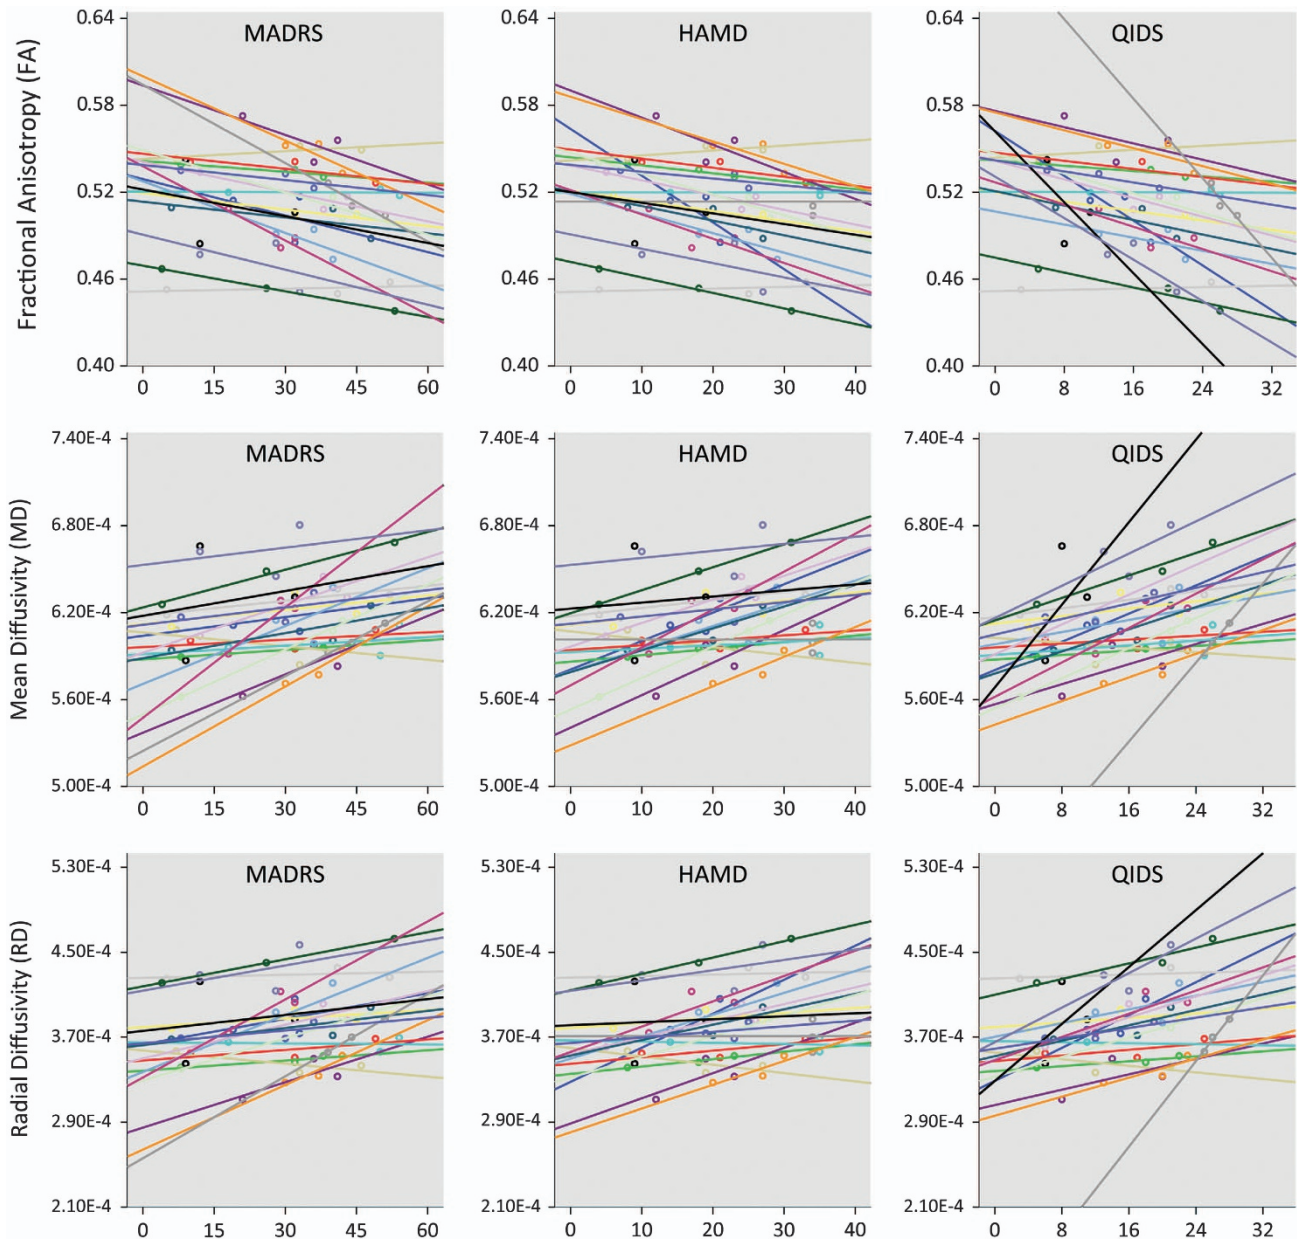 MADRS HAMD QIDS
Fractional Anisotropy (FA)
0.64 0.64 0.64
0.58 0.58 0.58
0.52 0.52 0.52
0.46 0.46 0.46
0.40 0.40 0.40
0 15 30 45 60 0 10 20 30 40 0 8 16 24 32
MADRS HAMD QIDS
Mean Diffusivity (MD)
7.40E-4 7.40E-4 7.40E-4
6.80E-4 6.80E-4 6.80E-4
6.20E-4 6.20E-4 6.20E-4
5.60E-4 5.60E-4 5.60E-4
5.00E-4 5.00E-4 5.00E-4
0 15 30 45 60 0 10 20 30 40 0 8 16 24 32
MADRS HAMD QIDS
Radial Diffusivity (RD)
5.30E-4 5.30E-4 5.30E-4
4.50E-4 4.50E-4 4.50E-4
3.70E-4 3.70E-4 3.70E-4
2.90E-4 2.90E-4 2.90E-4
2.10E-4 2.10E-4 2.10E-4
0 15 30 45 60 0 10 20 30 40 0 8 16 24 32